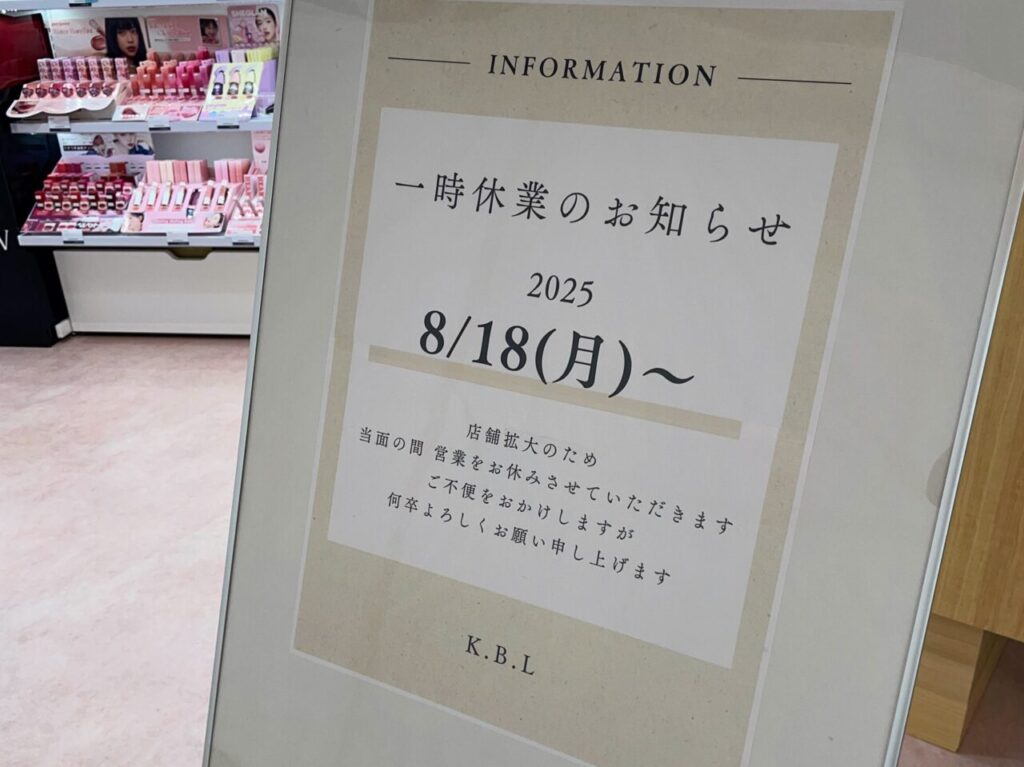 INFORMATION
一時休業のお知らせ
2025
8/18(月)～
店舗拡大のため
当面の間 営業をお休みさせていただきます
ご不便をおかけしますが
何卒よろしくお願い申し上げます
K.B.L